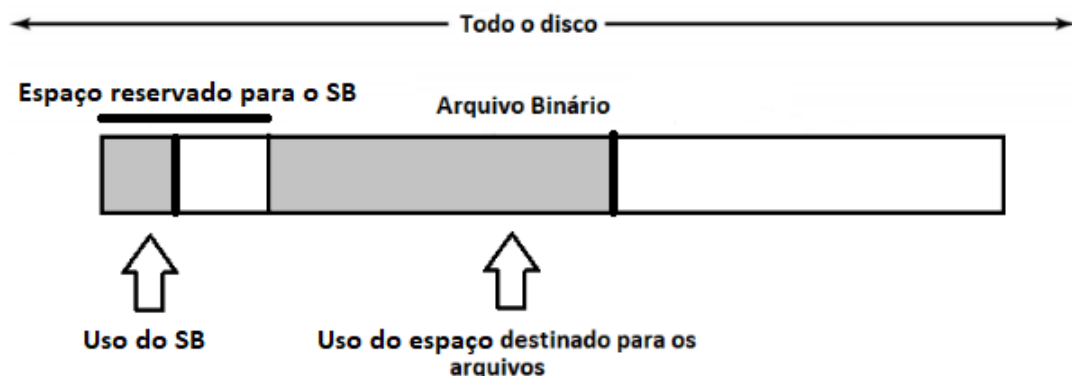 Todo o disco
Espaço reservado para o SB
Arquivo Binário
Uso do SB
Uso do espaço destinado para os
arquivos